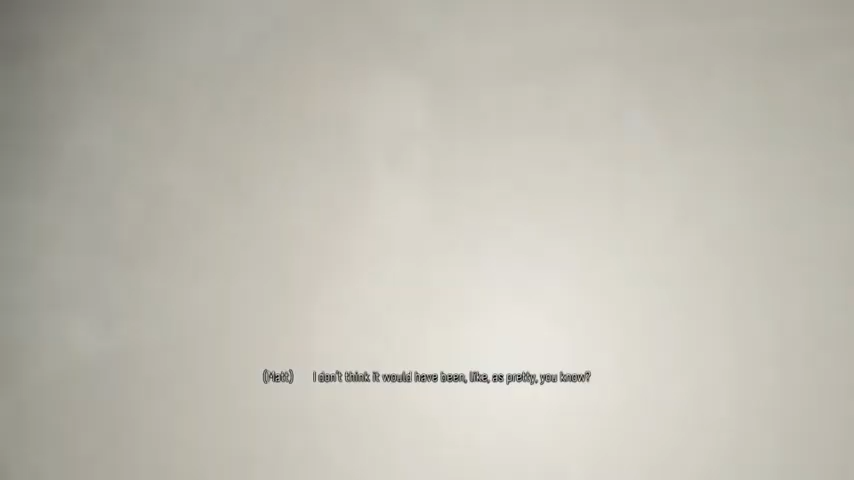 (Matt) I don't think it would have been, like, as pretty, you know?